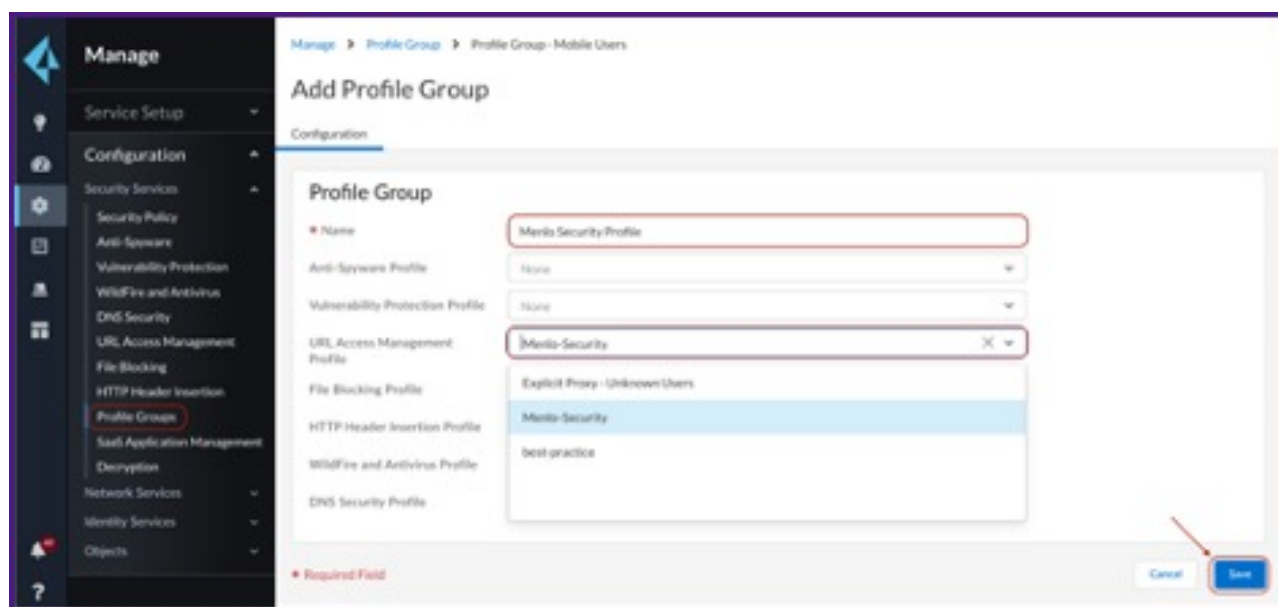 Manage
Service Setup
Configuration
Security Services
Security Policy
Anti-Spyware
Vulnerability Protection
WildFire and Antivirus
DNS Security
URL Access Management
File Blocking
HTTP Header Insertion
Profile Groups
SaaS Application Management
Decryption
Network Services
Identity Services
Objects
?
Manage > Profile Group > Profile Group - Mobile Users
Add Profile Group
Configuration
Profile Group
* Name
Menlo Security Profile
Anti-Spyware Profile
None
Vulnerability Protection Profile
None
URL Access Management
Profile
Menlo-Security
File Blocking Profile
Explicit Proxy - Unknown Users
HTTP Header Insertion Profile
Menlo-Security
WildFire and Antivirus Profile
best-practice
DNS Security Profile
* Required Field
Cancel
Save